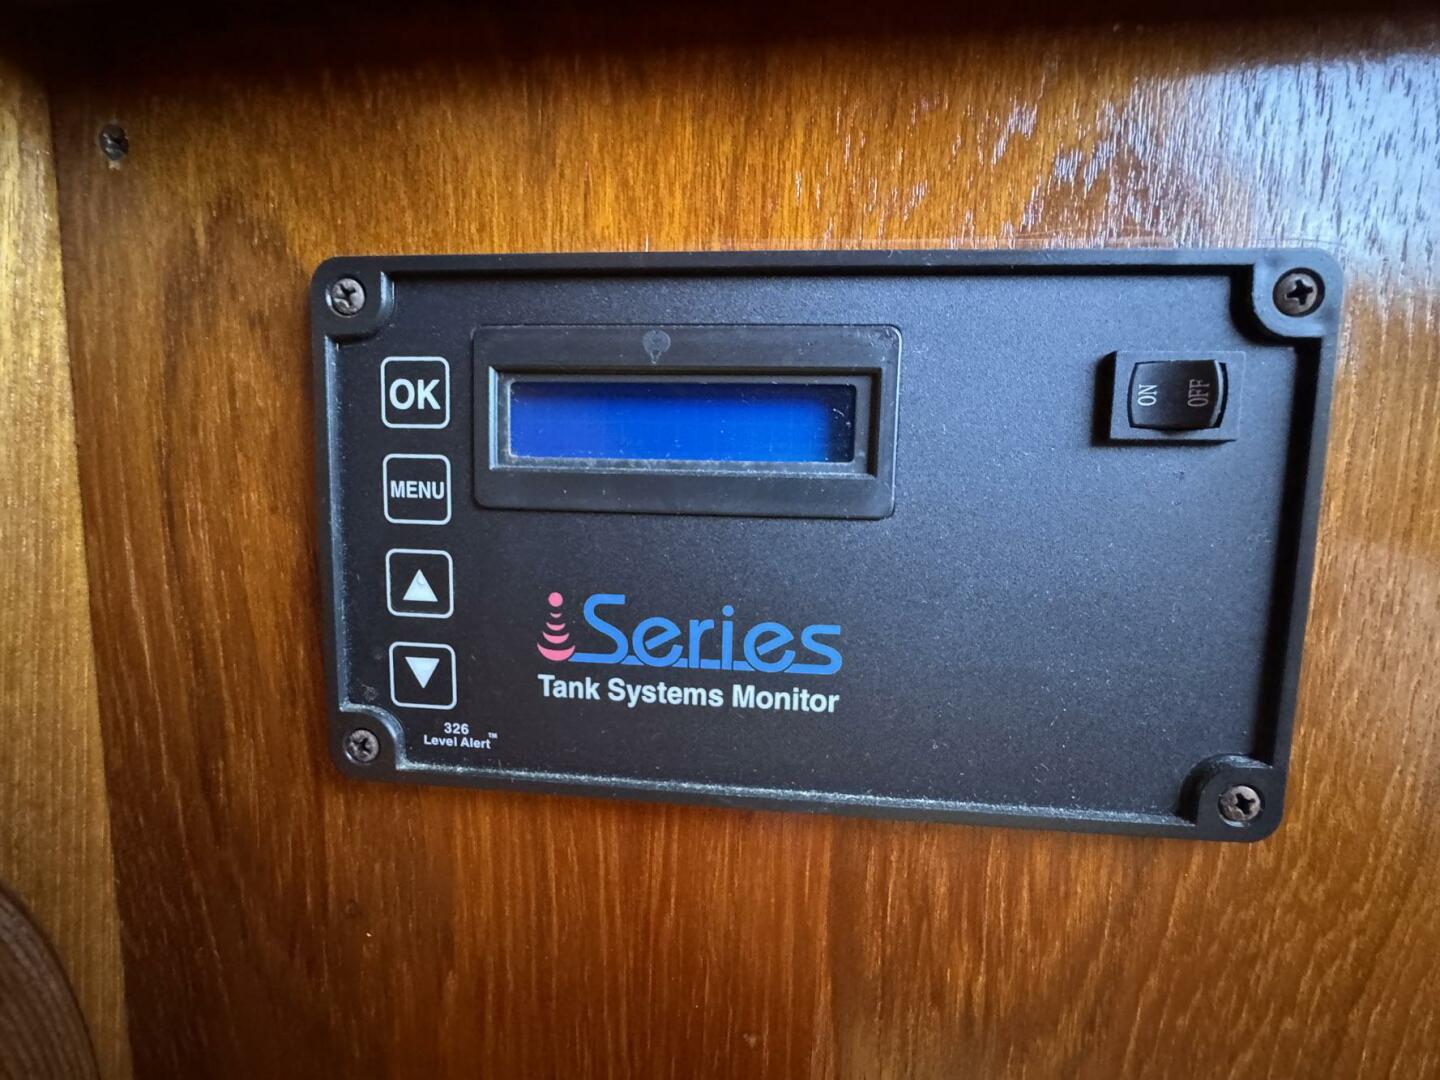 OK
MENU
ON
OFF
iSeries
Tank Systems Monitor
326
Level Alert™